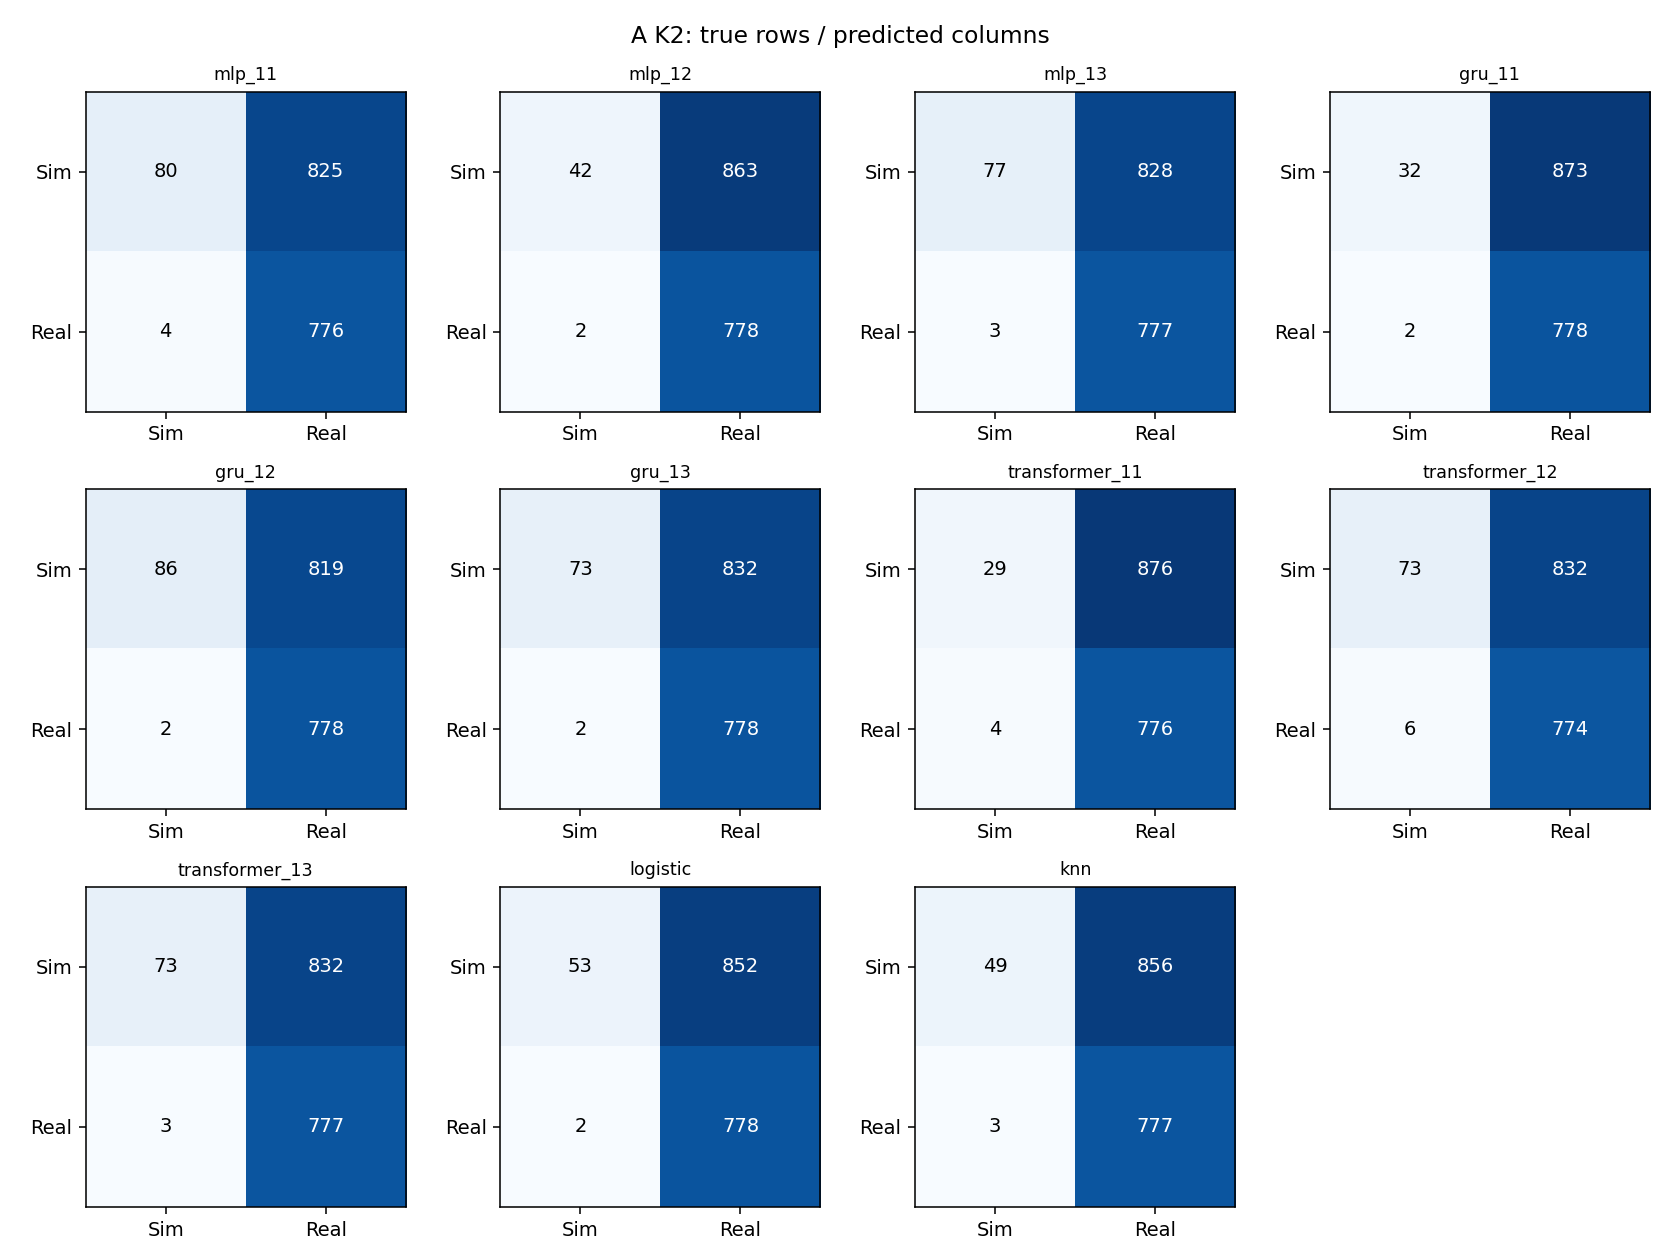 A K2: true rows / predicted columns
mlp_11
mlp_12
mlp_13
gru_11
Sim 80 825
Real 4 776
Sim Real
Sim 42 863
Real 2 778
Sim Real
Sim 77 828
Real 3 777
Sim Real
Sim 32 873
Real 2 778
Sim Real
gru_12
gru_13
transformer_11
transformer_12
Sim 86 819
Real 2 778
Sim Real
Sim 73 832
Real 2 778
Sim Real
Sim 29 876
Real 4 776
Sim Real
Sim 73 832
Real 6 774
Sim Real
transformer_13
logistic
knn
Sim 73 832
Real 3 777
Sim Real
Sim 53 852
Real 2 778
Sim Real
Sim 49 856
Real 3 777
Sim Real